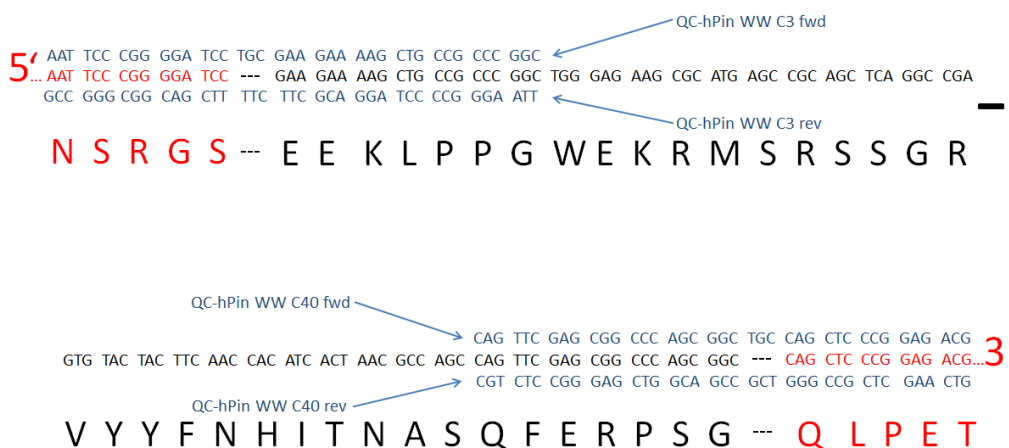 QC-hPin WW C3 fwd
AAT TCC CGG GGA TCC TGC GAA GAA AAG CTG CCG CCC GGC
5‘
... AAT TCC CGG GGA TCC --- GAA GAA AAG CTG CCG CCC GGC TGG GAG AAG CGC ATG AGC CGC AGC TCA GGC CGA
GCC GGG CGG CAG CTT TTC TTC GCA GGA TCC CCG GGA ATT
QC-hPin WW C3 rev
N S R G S --- E E K L P P G W E K R M S R S S G R
QC-hPin WW C40 fwd
CAG TTC GAG CGG CCC AGC GGC TGC CAG CTC CCG GAG ACG
GTG TAC TAC TTC AAC CAC ATC ACT AAC GCC AGC CAG TTC GAG CGG CCC AGC GGC --- CAG CTC CCG GAG ACG...
3
CGT CTC CGG GAG CTG GCA GCC GCT GGG CCG CTC GAA CTG
QC-hPin WW C40 rev
V Y Y F N H I T N A S Q F E R P S G --- Q L P E T